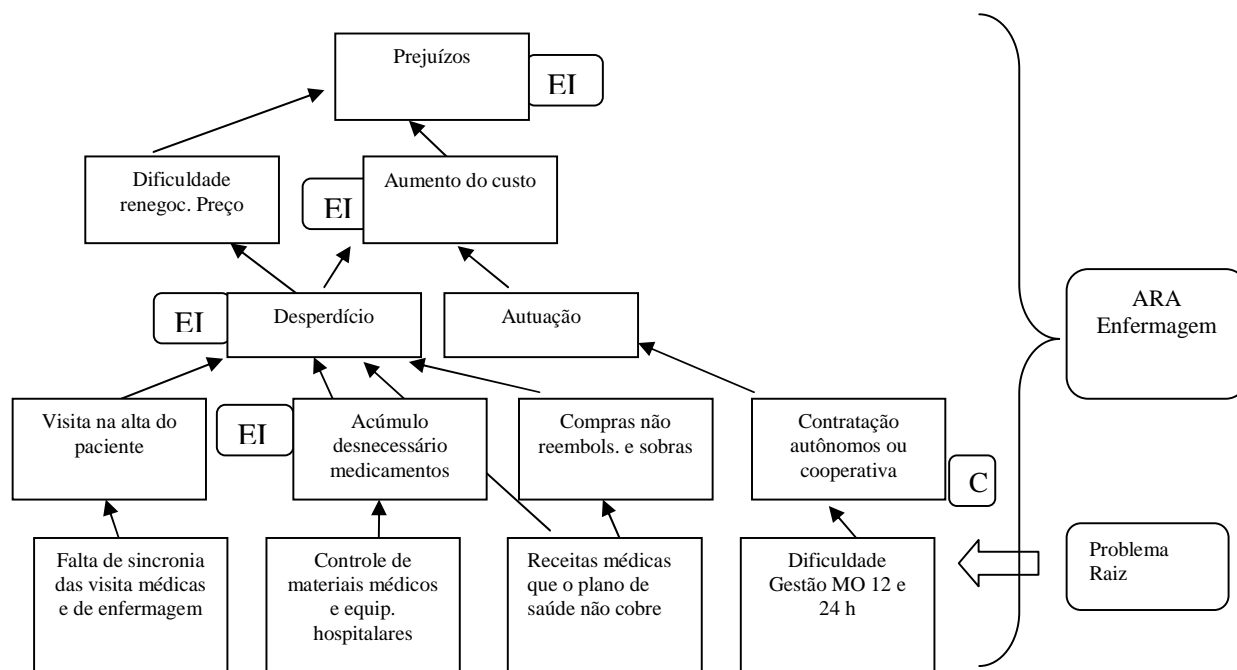 Prejuízos
EI
Dificuldade
renegoc. Preço
EI
Aumento do custo
EI
Desperdício
Autuação
ARA
Enfermagem
Visita na alta do
paciente
EI
Acúmulo
desnecessário
medicamentos
Compras não
reembols. e sobras
Contratação
autônomos ou
cooperativa
C
Falta de sincronia
das visita médicas
e de enfermagem
Controle de
materiais médicos
e equip.
hospitalares
Receitas médicas
que o plano de
saúde não cobre
Dificuldade
Gestão MO 12 e
24 h
Problema
Raiz